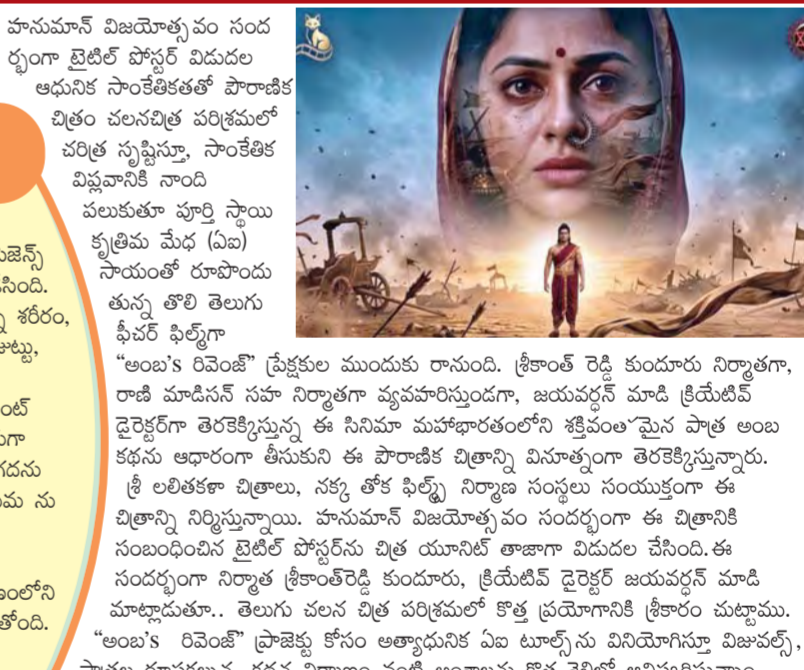 హనుమాన్ విజయోత్సవం సంద
ర్భంగా టైటిల్ పోస్టర్ విడుదల
ఆధునిక సాంకేతికతతో పౌరాణిక
చిత్రం చలనచిత్ర పరిశ్రమలో
చరిత్ర సృష్టిస్తూ, సాంకేతిక
విప్లవానికి నాంది
పలుకుతూ పూర్తి స్థాయి
కృత్రిమ మేధ (ఏఐ)
సాయంతో రూపొందు
తున్న తొలి తెలుగు
ఫీచర్ ఫిల్మ్‌గా
“అంబ's రివెంజ్” ప్రేక్షకుల ముందుకు రానుంది. శ్రీకాంత్ రెడ్డి కుందూరు నిర్మాతగా,
రాణి మాడిసన్ సహ నిర్మాతగా వ్యవహరిస్తుండగా, జయవర్ధన్ మాడి క్రియేటివ్
డైరెక్టర్‌గా తెరకెక్కిస్తున్న ఈ సినిమా మహాభారతంలోని శక్తివంతమైన పాత్ర అంబ
కథను ఆధారంగా తీసుకుని ఈ పౌరాణిక చిత్రాన్ని వినూత్నంగా తెరకెక్కిస్తున్నారు.
శ్రీ లలితకళా చిత్రాలు, నక్క తోక ఫిల్మ్స్ నిర్మాణ సంస్థలు సంయుక్తంగా ఈ
చిత్రాన్ని నిర్మిస్తున్నాయి. హనుమాన్ విజయోత్సవం సందర్భంగా ఈ చిత్రానికి
సంబంధించిన టైటిల్ పోస్టర్‌ను చిత్ర యూనిట్ తాజాగా విడుదల చేసింది.ఈ
సందర్భంగా నిర్మాత శ్రీకాంత్‌రెడ్డి కుందూరు, క్రియేటివ్ డైరెక్టర్ జయవర్ధన్ మాడి
మాట్లాడుతూ.. తెలుగు చలన చిత్ర పరిశ్రమలో కొత్త ప్రయోగానికి శ్రీకారం చుట్టాము.
“అంబ's రివెంజ్” ప్రాజెక్టు కోసం అత్యాధునిక ఏఐ టూల్స్‌ను వినియోగిస్తూ విజువల్స్,
శరీరం,
ను